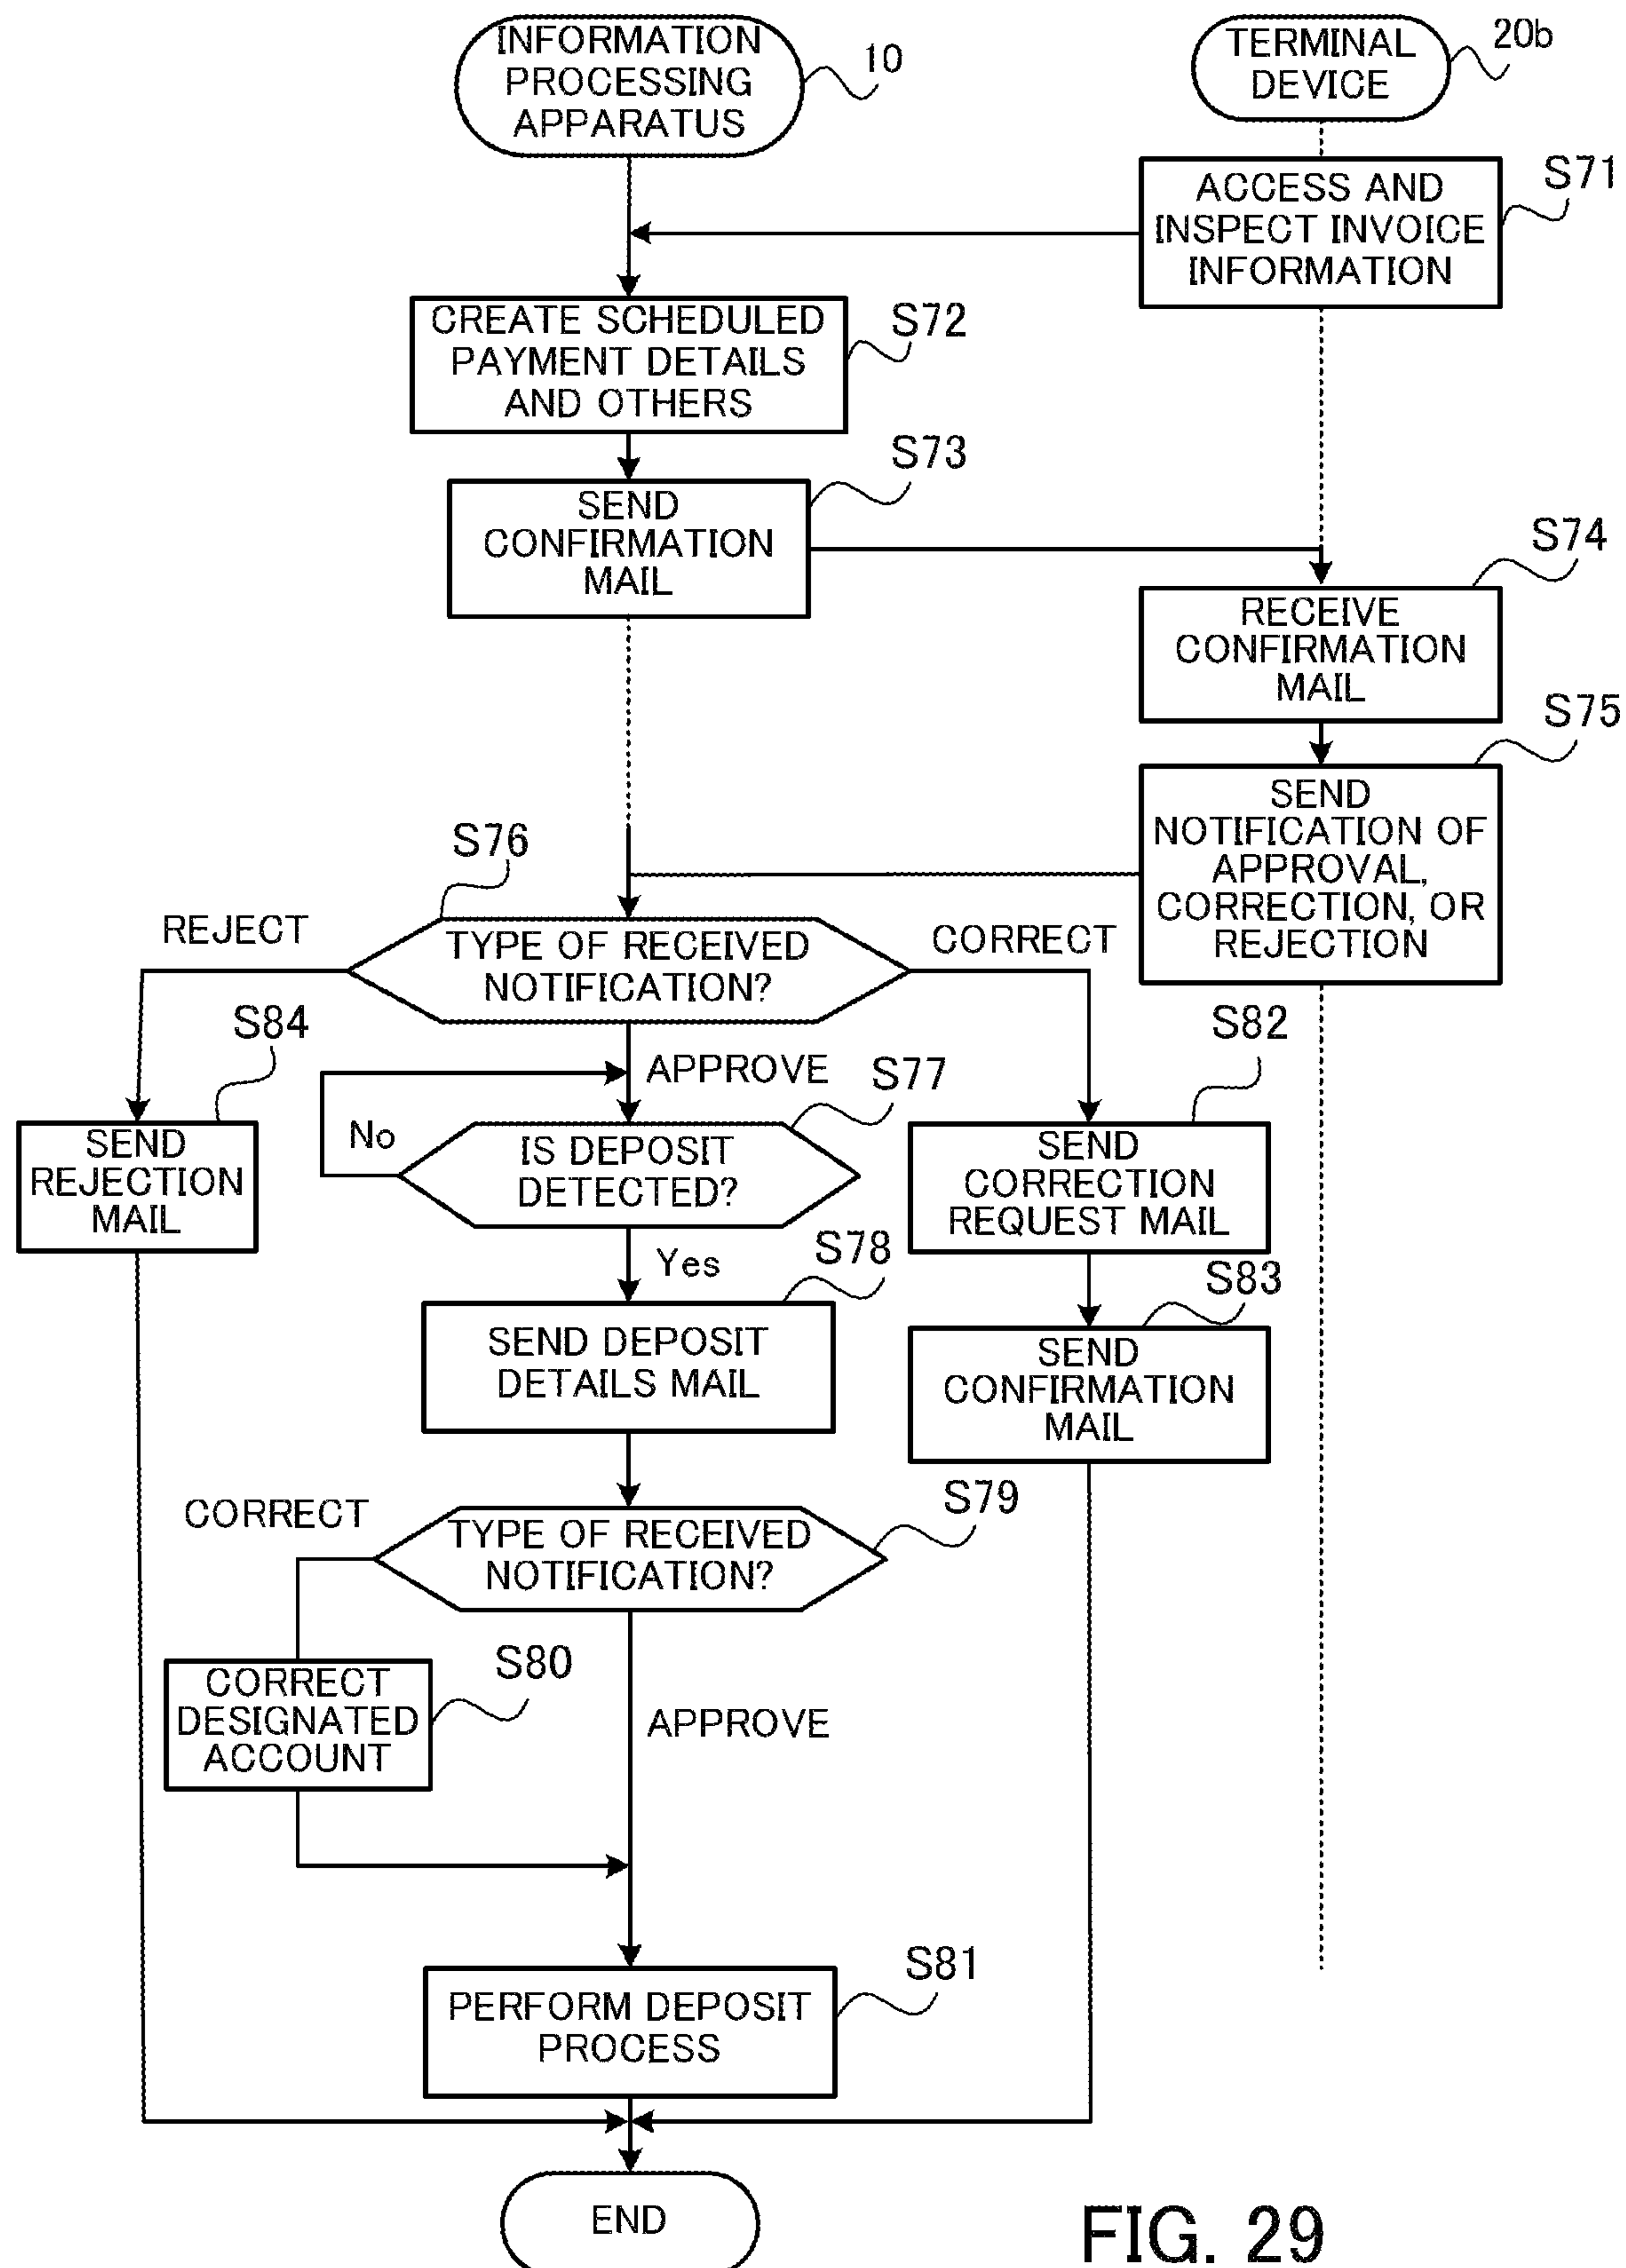 INFORMATION
PROCESSING
APPARATUS
10
TERMINAL
DEVICE
20b
ACCESS AND
INSPECT INVOICE
INFORMATION
S71
CREATE SCHEDULED
PAYMENT DETAILS
AND OTHERS
S72
SEND
CONFIRMATION
MAIL
S73
RECEIVE
CONFIRMATION
MAIL
S74
SEND
NOTIFICATION OF
APPROVAL,
CORRECTION, OR
REJECTION
S75
S76
TYPE OF RECEIVED
NOTIFICATION?
REJECT
CORRECT
APPROVE
S84
SEND
REJECTION
MAIL
S77
IS DEPOSIT
DETECTED?
No
Yes
S82
SEND
CORRECTION
REQUEST MAIL
S78
SEND DEPOSIT
DETAILS MAIL
S83
SEND
CONFIRMATION
MAIL
S79
TYPE OF RECEIVED
NOTIFICATION?
CORRECT
S80
CORRECT
DESIGNATED
ACCOUNT
APPROVE
S81
PERFORM DEPOSIT
PROCESS
END
FIG. 29